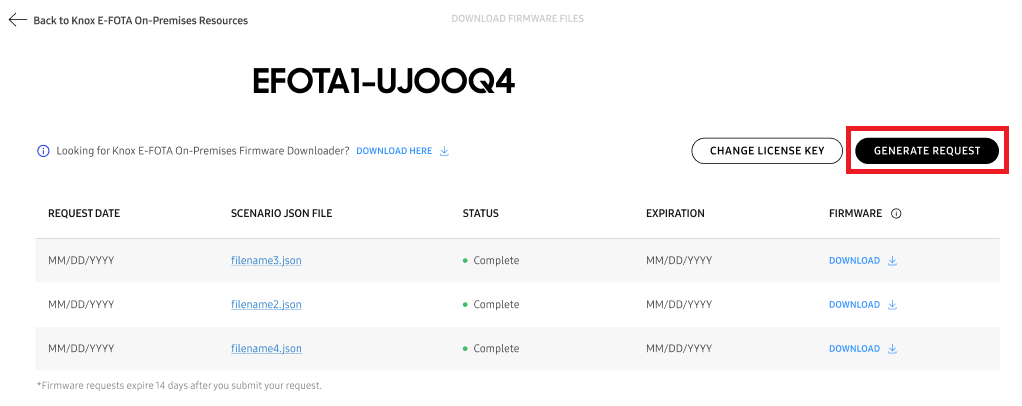 Back to Knox E-FOTA On-Premises Resources
DOWNLOAD FIRMWARE FILES
EFOTA1-UJOOQ4
Looking for Knox E-FOTA On-Premises Firmware Downloader? DOWNLOAD HERE
CHANGE LICENSE KEY
GENERATE REQUEST
REQUEST DATE SCENARIO JSON FILE STATUS EXPIRATION FIRMWARE
MM/DD/YYYY filename3.json Complete MM/DD/YYYY DOWNLOAD
MM/DD/YYYY filename2.json Complete MM/DD/YYYY DOWNLOAD
MM/DD/YYYY filename4.json Complete MM/DD/YYYY DOWNLOAD
*Firmware requests expire 14 days after you submit your request.